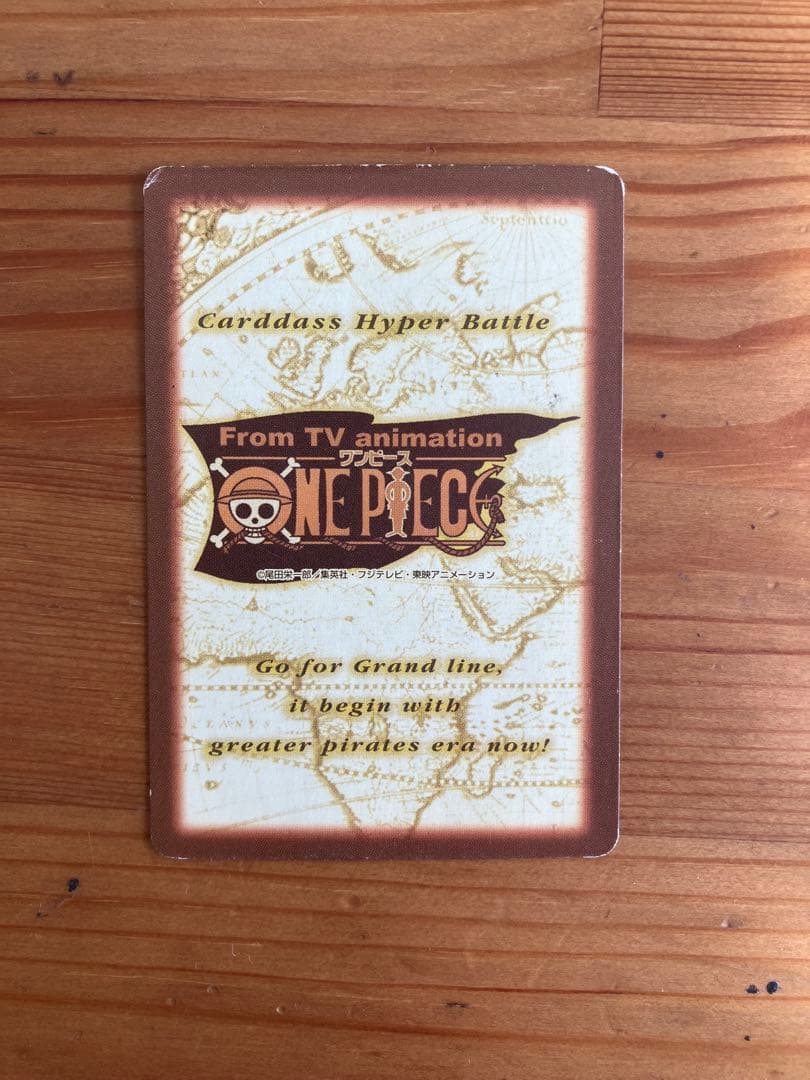 Septentrio
Carddass Hyper Battle
From TV animation
ワンピース
ONE PIECE
©尾田栄一郎／集英社・フジテレビ・東映アニメーション
Go for Grand line,
it begin with
greater pirates era now!